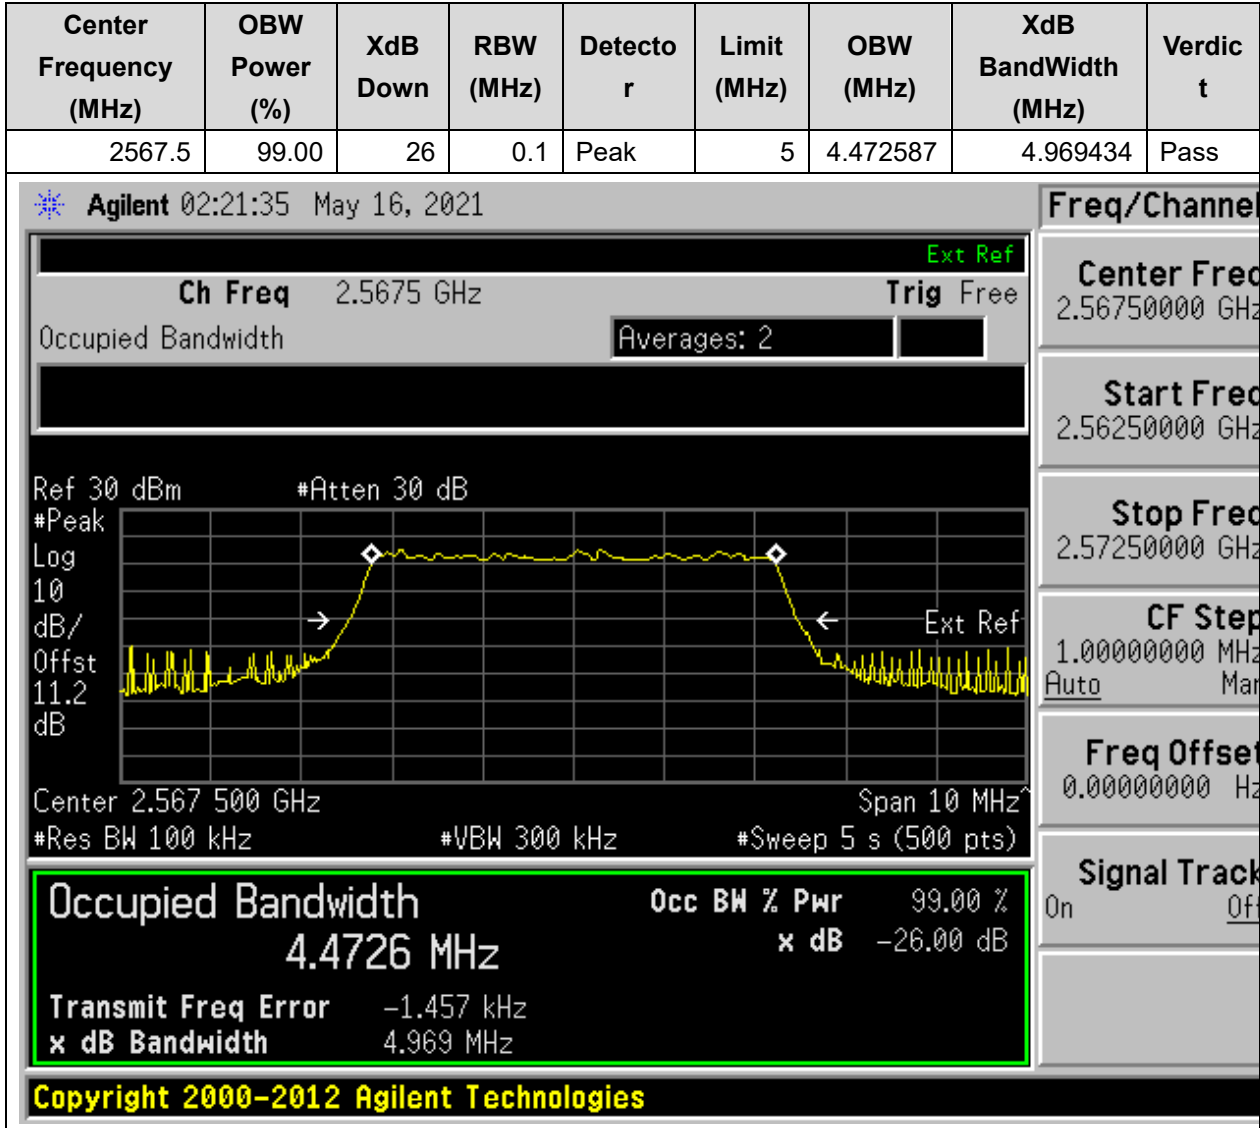 Center Frequency (MHz) OBW Power (%) XdB Down RBW (MHz) Detecto r Limit (MHz) OBW (MHz) XdB BandWidth (MHz) Verdic t
2567.5 99.00 26 0.1 Peak 5 4.472587 4.969434 Pass
Agilent 02:21:35 May 16, 2021
Freq/Channel
Ext Ref
Ch Freq 2.5675 GHz Trig Free
Occupied Bandwidth Averages: 2
Center Freq
2.56750000 GHz
Start Freq
2.56250000 GHz
Stop Freq
2.57250000 GHz
CF Step
1.00000000 MHz
Auto Man
Freq Offset
0.00000000 Hz
Signal Track
On Off
Ref 30 dBm #Atten 30 dB
#Peak
Log
10
dB/
Offst
11.2
dB
Ext Ref
Center 2.567 500 GHz Span 10 MHz^
#Res BW 100 kHz #VBW 300 kHz #Sweep 5 s (500 pts)
Occupied Bandwidth
4.4726 MHz
Occ BW % Pwr 99.00 %
x dB -26.00 dB
Transmit Freq Error -1.457 kHz
x dB Bandwidth 4.969 MHz
Copyright 2000-2012 Agilent Technologies